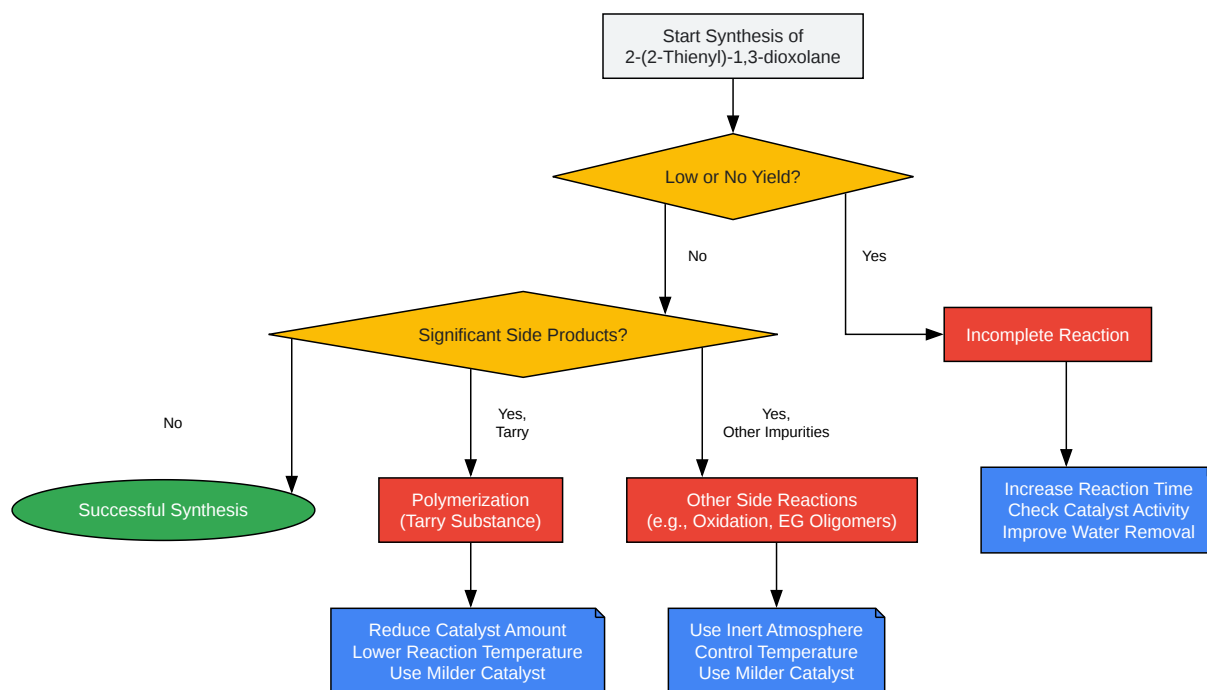 Start Synthesis of
2-(2-Thienyl)-1,3-dioxolane
Low or No Yield?
No
Yes
Significant Side Products?
Incomplete Reaction
No
Yes,
Tarry
Yes,
Other Impurities
Successful Synthesis
Polymerization
(Tarry Substance)
Other Side Reactions
(e.g., Oxidation, EG Oligomers)
Increase Reaction Time
Check Catalyst Activity
Improve Water Removal
Reduce Catalyst Amount
Lower Reaction Temperature
Use Milder Catalyst
Use Inert Atmosphere
Control Temperature
Use Milder Catalyst